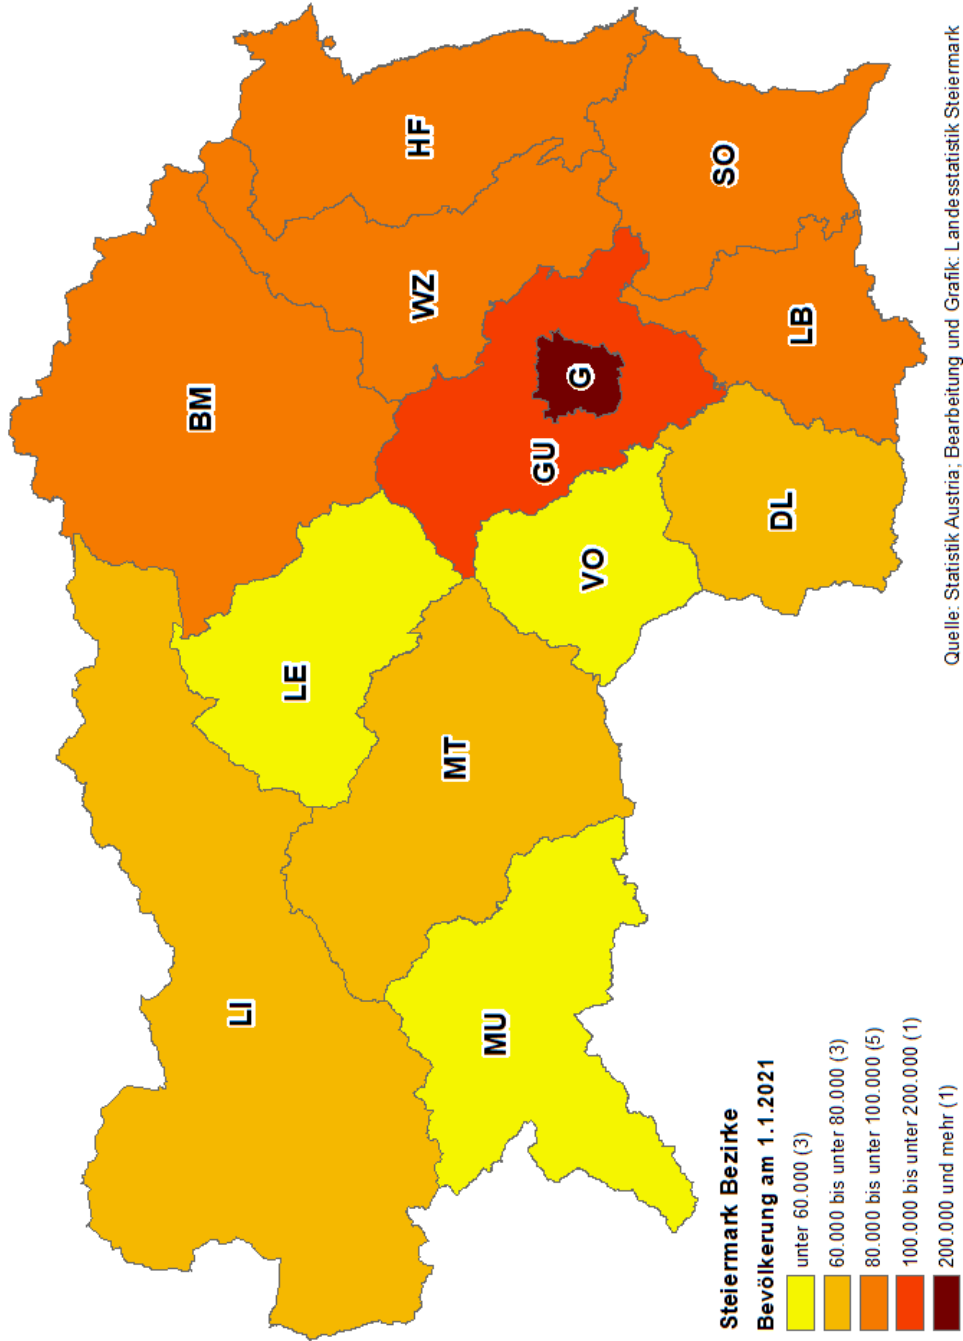 LI
BM
LE
HF
WZ
MT
MU
GU
G
VO
SO
DL
LB
Steiermark Bezirke
Bevölkerung am 1.1.2021
unter 60.000 (3)
60.000 bis unter 80.000 (3)
80.000 bis unter 100.000 (5)
100.000 bis unter 200.000 (1)
200.000 und mehr (1)
Quelle: Statistik Austria; Bearbeitung und Grafik: Landesstatistik Steiermark